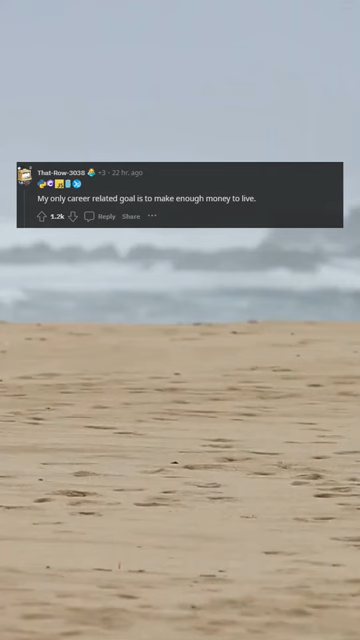 That-Row-3038 +3 · 22 hr. ago
My only career related goal is to make enough money to live.
1.2k Reply Share ···